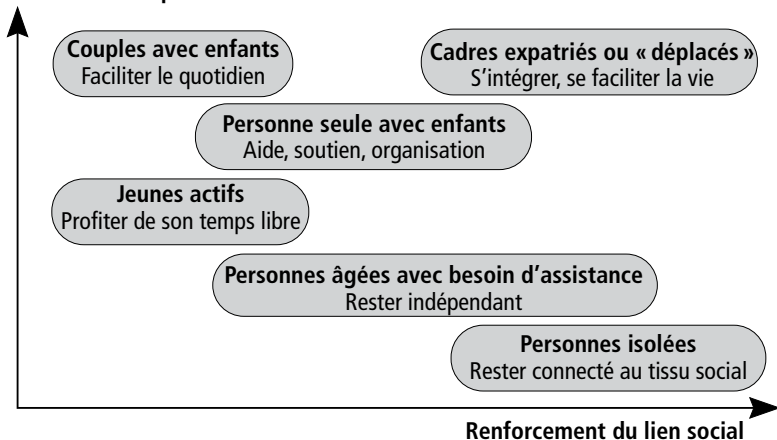 Couples avec enfants
Faciliter le quotidien
Cadres expatriés ou « déplacés »
S'intégrer, se faciliter la vie
Personne seule avec enfants
Aide, soutien, organisation
Jeunes actifs
Profiter de son temps libre
Personnes âgées avec besoin d'assistance
Rester indépendant
Personnes isolées
Rester connecté au tissu social
Renforcement du lien social